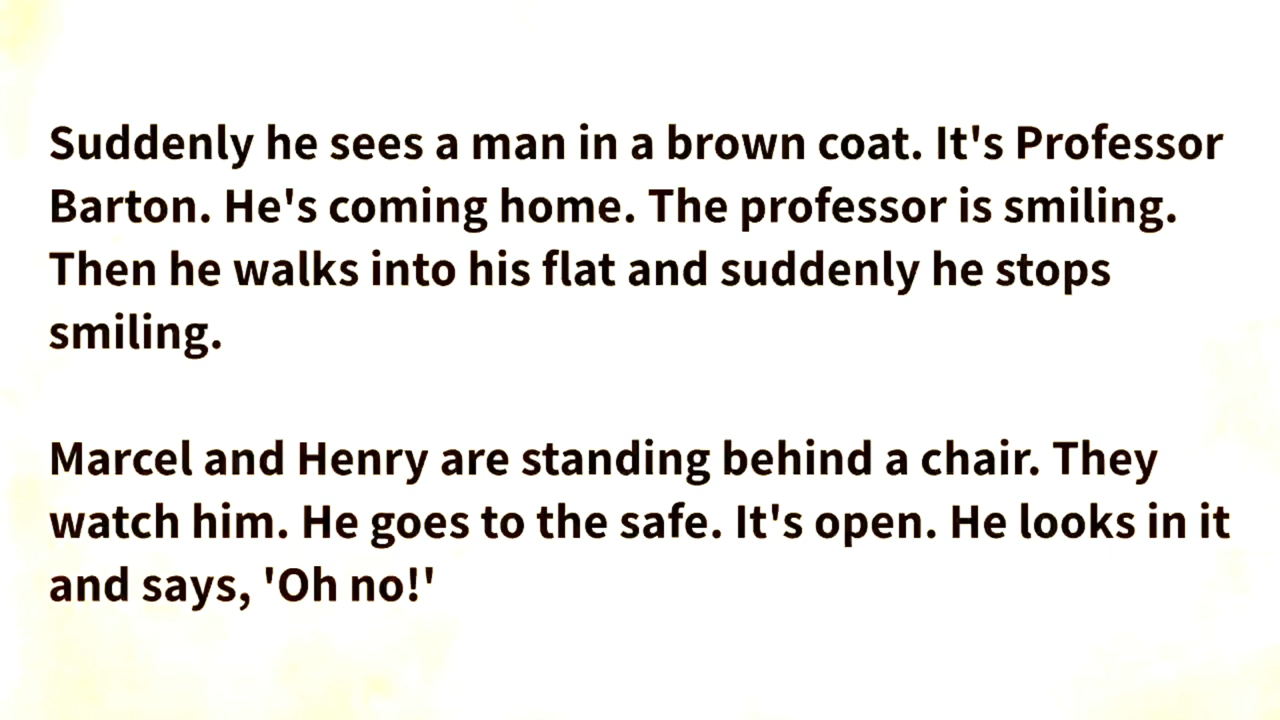 Suddenly he sees a man in a brown coat. It's Professor
Barton. He's coming home. The professor is smiling.
Then he walks into his flat and suddenly he stops
smiling.
Marcel and Henry are standing behind a chair. They
watch him. He goes to the safe. It's open. He looks in it
and says, 'Oh no!'